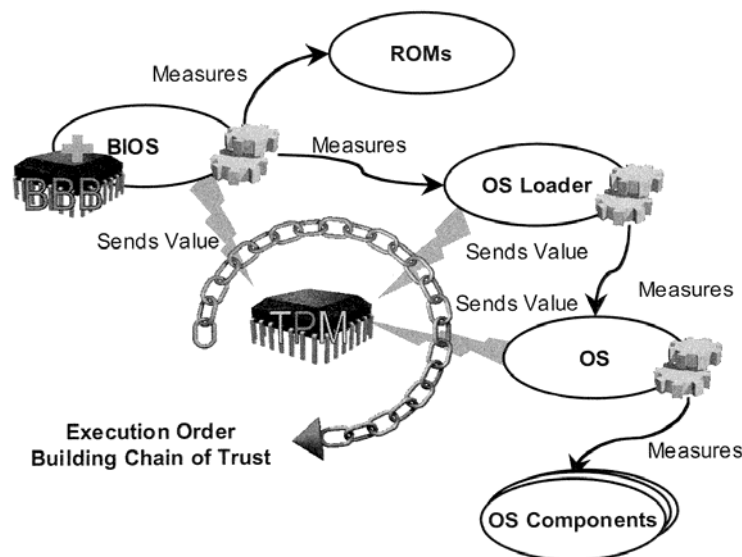 ROMs
Measures
BIOS
BBB
Measures
OS Loader
Sends Value
Sends Value
TPM
Sends Value
Measures
OS
Execution Order
Building Chain of Trust
Measures
OS Components